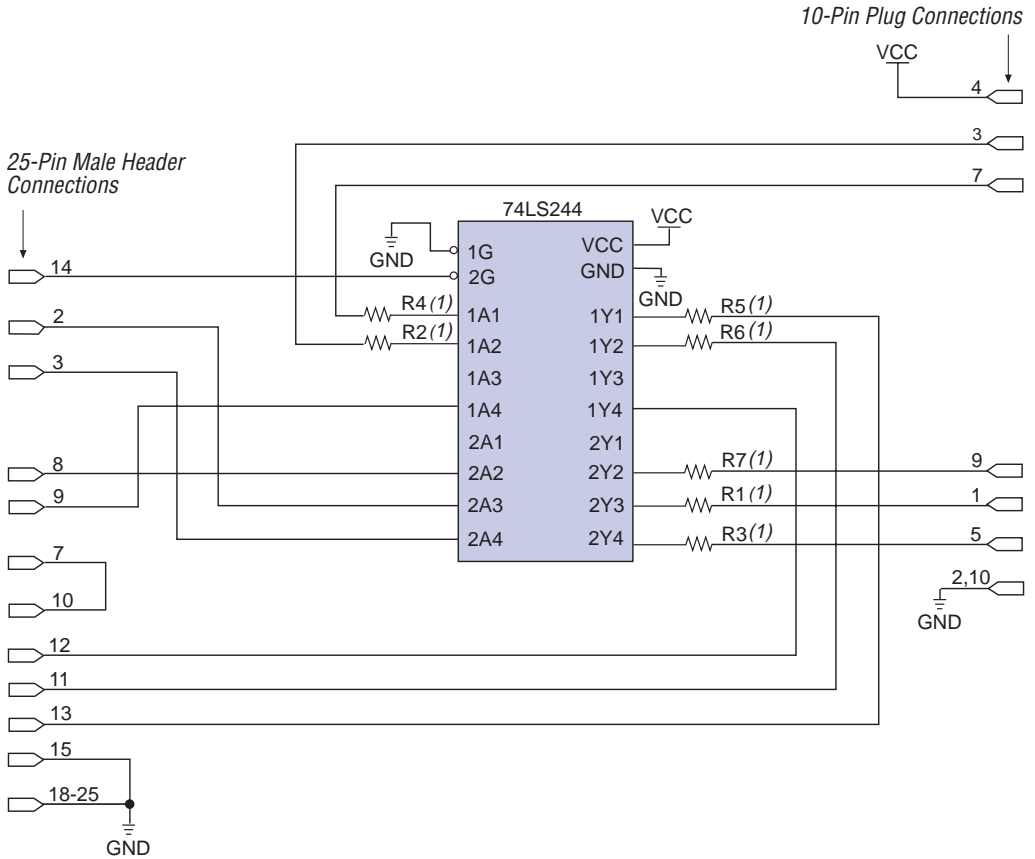 10-Pin Plug Connections
VCC
4
3
7
25-Pin Male Header
Connections
74LS244
VCC
GND
1G
VCC
14
2G
GND
GND
2
R4(1)
1A1
1Y1
R5(1)
R2(1)
1A2
1Y2
R6(1)
3
1A3
1Y3
1A4
1Y4
2A1
2Y1
8
2A2
2Y2
R7(1)
9
9
2A3
2Y3
R1(1)
1
2A4
2Y4
R3(1)
5
7
2,10
GND
10
12
11
13
15
18-25
GND